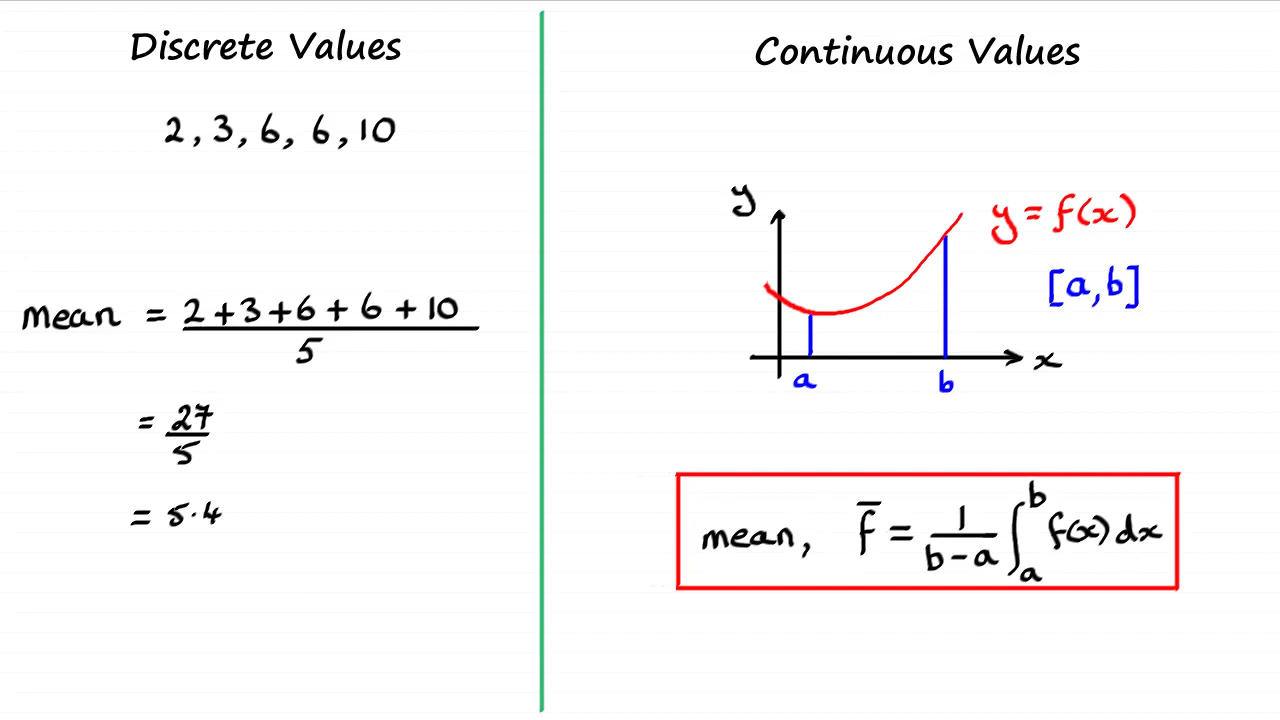 Discrete Values
2, 3, 6, 6, 10
mean = 2+3+6+6+10
5
= 27
5
= 5·4
Continuous Values
y
y = f(x)
[a, b]
x
a b
mean, f̄ = 1/(b-a) ∫ₐᵇ f(x) dx